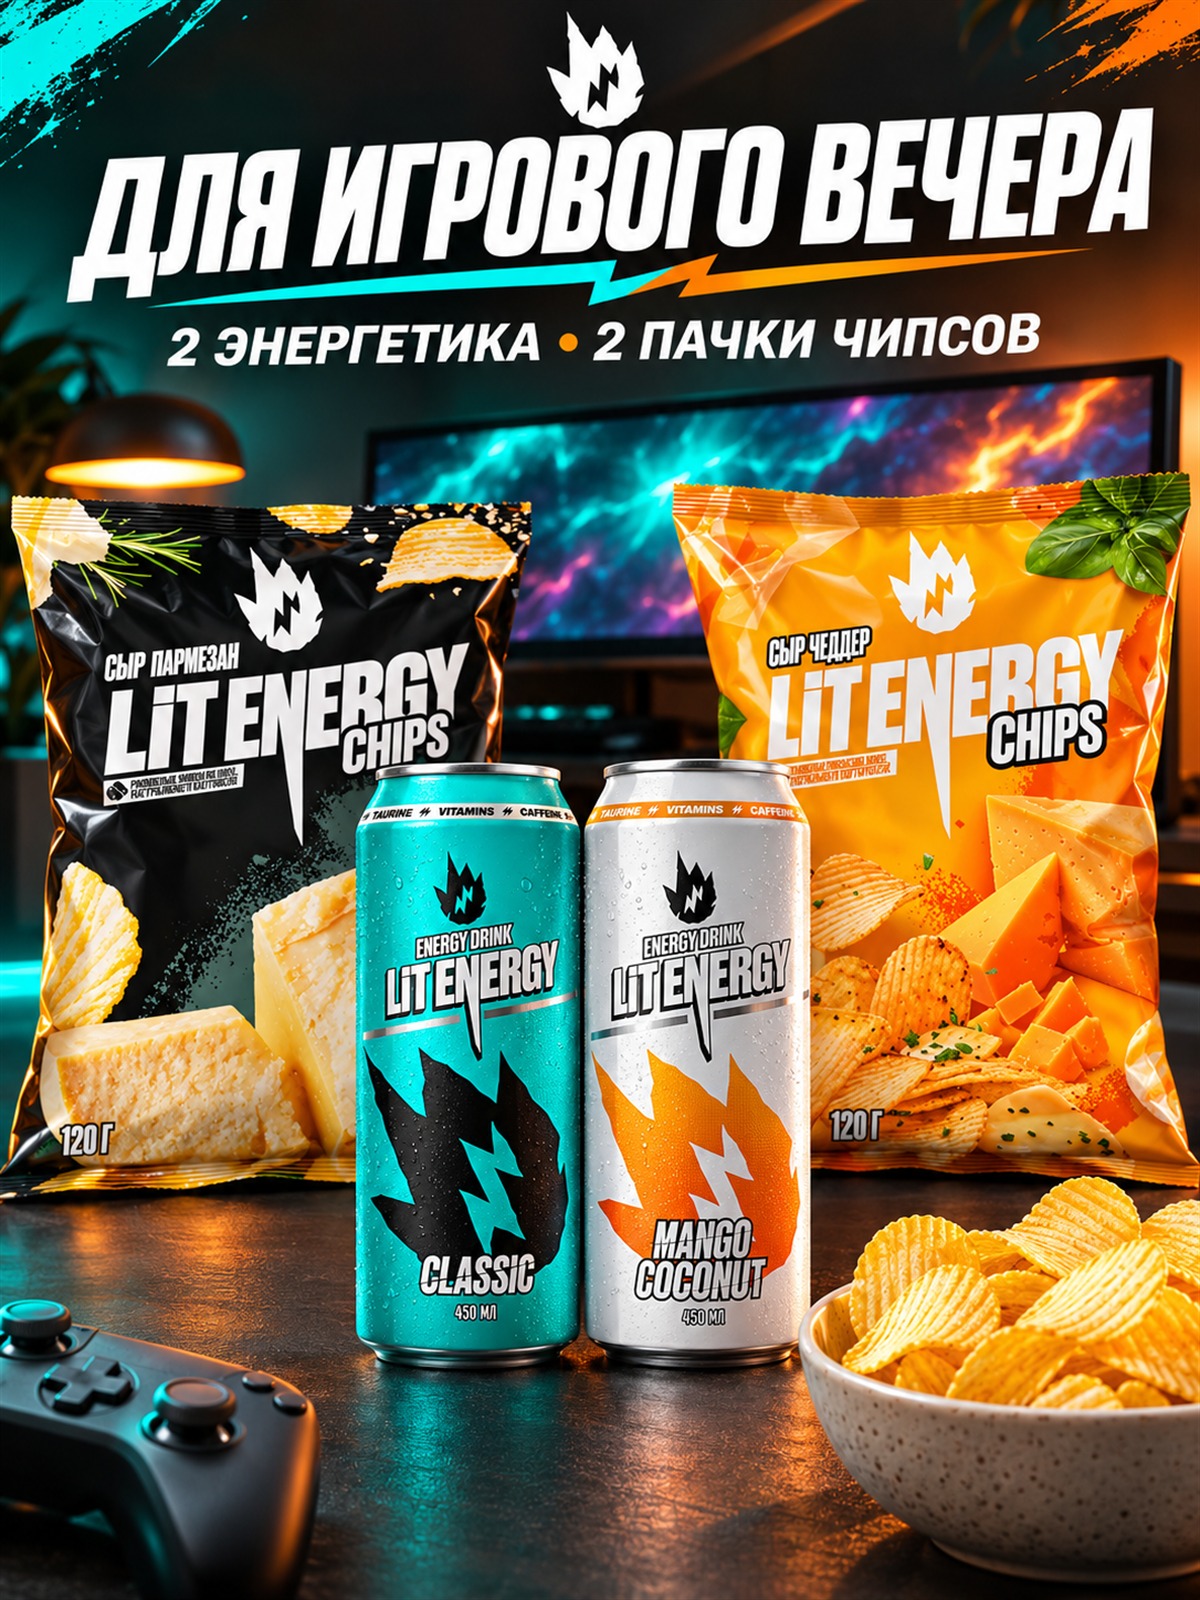 ДЛЯ ИГРОВОГО ВЕЧЕРА
2 ЭНЕРГЕТИКА • 2 ПАЧКИ ЧИПСОВ
СЫР ПАРМЕЗАН
LiT ENERGY
CHIPS
120 Г
СЫР ЧЕДДЕР
LiT ENERGY
CHIPS
120 Г
TAURINE VITAMINS CAFFEINE
ENERGY DRINK
LiT ENERGY
CLASSIC
450 МЛ
TAURINE VITAMINS CAFFEINE
ENERGY DRINK
LiT ENERGY
MANGO
COCONUT
450 МЛ